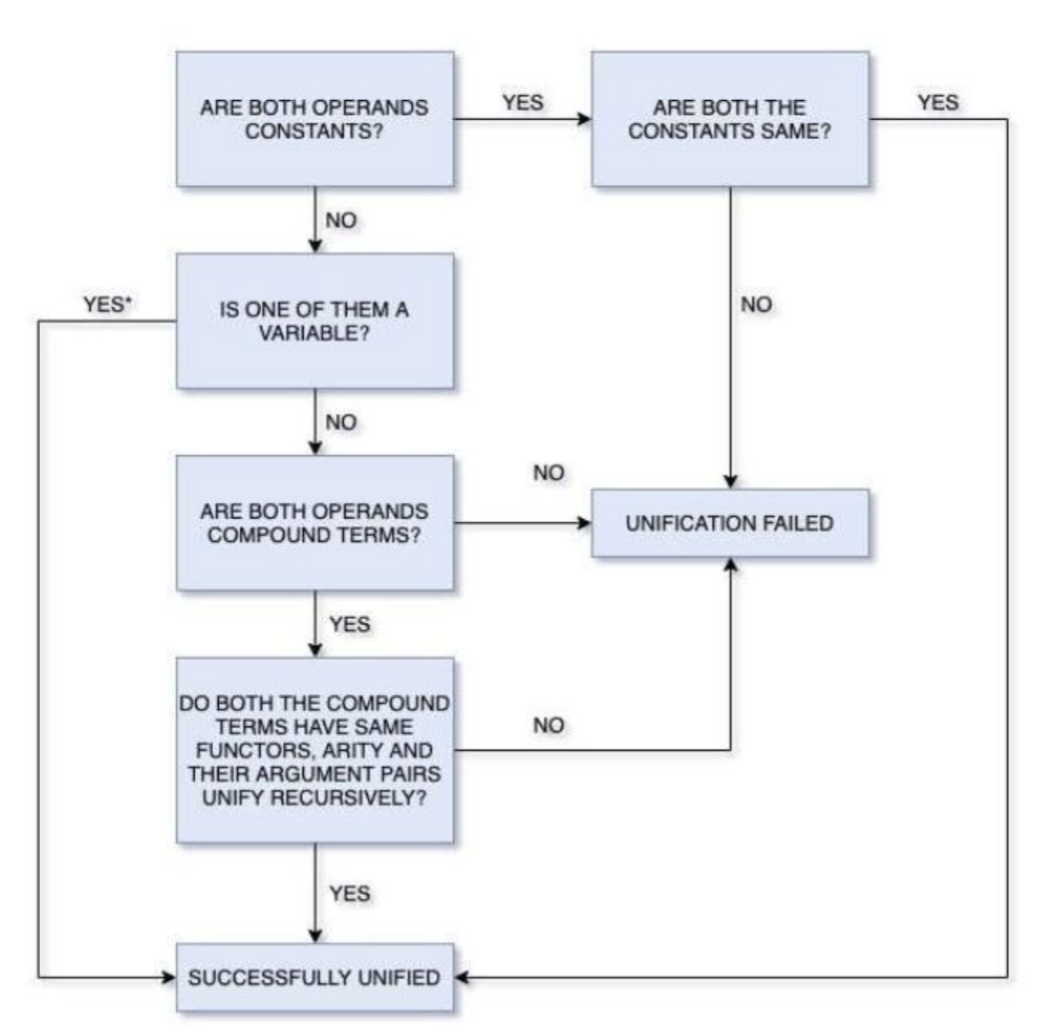 ARE BOTH OPERANDS
CONSTANTS?
YES
ARE BOTH THE
CONSTANTS SAME?
YES
NO
YES*
IS ONE OF THEM A
VARIABLE?
NO
NO
ARE BOTH OPERANDS
COMPOUND TERMS?
NO
UNIFICATION FAILED
YES
DO BOTH THE COMPOUND
TERMS HAVE SAME
FUNCTORS, ARITY AND
THEIR ARGUMENT PAIRS
UNIFY RECURSIVELY?
NO
YES
SUCCESSFULLY UNIFIED